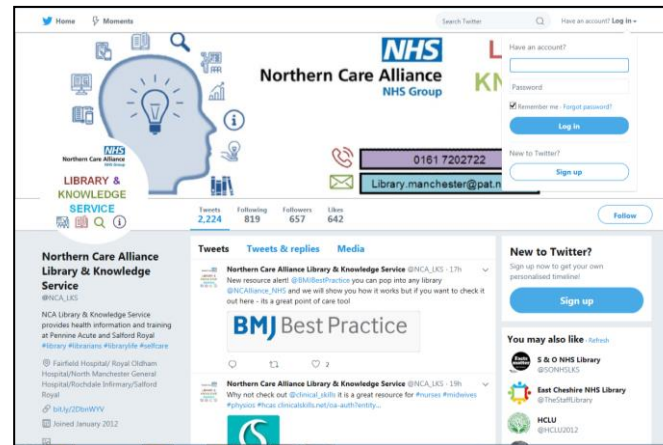 Home Moments
Search Twitter
Have an account? Log in
NHS
Northern Care Alliance
NHS Group
L
KN
0161 7202722
Library.manchester@pat.n
Have an account?
Password
Remember me · Forgot password?
Log in
New to Twitter?
Sign up
NHS
Northern Care Alliance
LIBRARY &
KNOWLEDGE
SERVICE
Tweets Following Followers Likes
2,224 819 657 642
Follow
Northern Care Alliance
Library & Knowledge
Service
@NCA_LKS
NCA Library & Knowledge Service
provides health information and training
at Pennine Acute and Salford Royal
#library #librarians #librarylife #selfcare
Fairfield Hospital/ Royal Oldham
Hospital/North Manchester General
Hospital/Rochdale Infirmary/Salford
Royal
bit.ly/2DbnWYV
Joined January 2012
Tweets Tweets & replies Media
Northern Care Alliance Library & Knowledge Service @NCA_LKS · 17h
New resource alert! @BMJBestPractice you can pop into any library
@NCAlliance_NHS and we will show you how it works but if you want to check it
out here - its a great point of care tool
BMJ Best Practice
2
Northern Care Alliance Library & Knowledge Service @NCA_LKS · 19h
Why not check out @clinical_skills it is a great resource for #nurses #midwives
#physios #hcas clinicalskills.net/oa-auth?entity...
New to Twitter?
Sign up now to get your own
personalised timeline!
Sign up
You may also like · Refresh
S & O NHS Library
@SONHSLKS
East Cheshire NHS Library
@TheStaffLibrary
HCLU
@HCLU2012